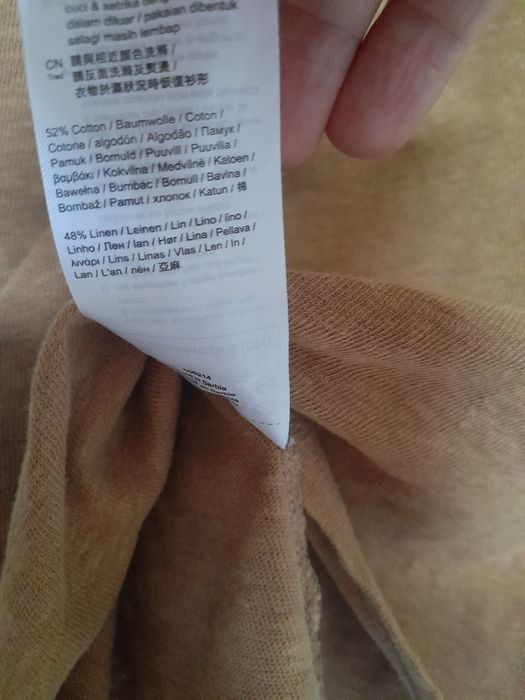 cuci & setrika deng
dalam diluar / pakaian dibentuk
selagi masih lembap
CN 請與相近顏色洗滌 /
Trad 請反面洗滌及熨燙 /
衣物於濕狀況時恢復衫形
52% Cotton / Baumwolle / Coton /
Cotone / algodón / Algodão / Памук /
Pamuk / Bomuld / Puuvill / Puuvilla /
βαμβάκι / Kokvilna / Medvilnė / Katoen /
Bawełna / Bumbac / Bomull / Bavlna /
Bombaž / Pamut / хлопок / Katun / 棉
48% Linen / Leinen / Lin / Lino / lino /
Linho / Лен / lan / Hør / Lina / Pellava /
λινάρι / Lins / Linas / Vlas / Len / In /
Lan / L'an / лён / 亞麻
Serbia
Serbia